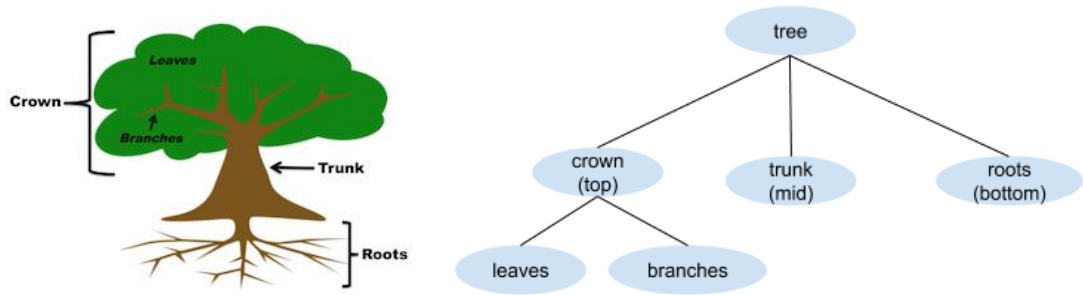 Leaves
Crown
Branches
Trunk
Roots
tree
crown
(top)
trunk
(mid)
roots
(bottom)
leaves
branches